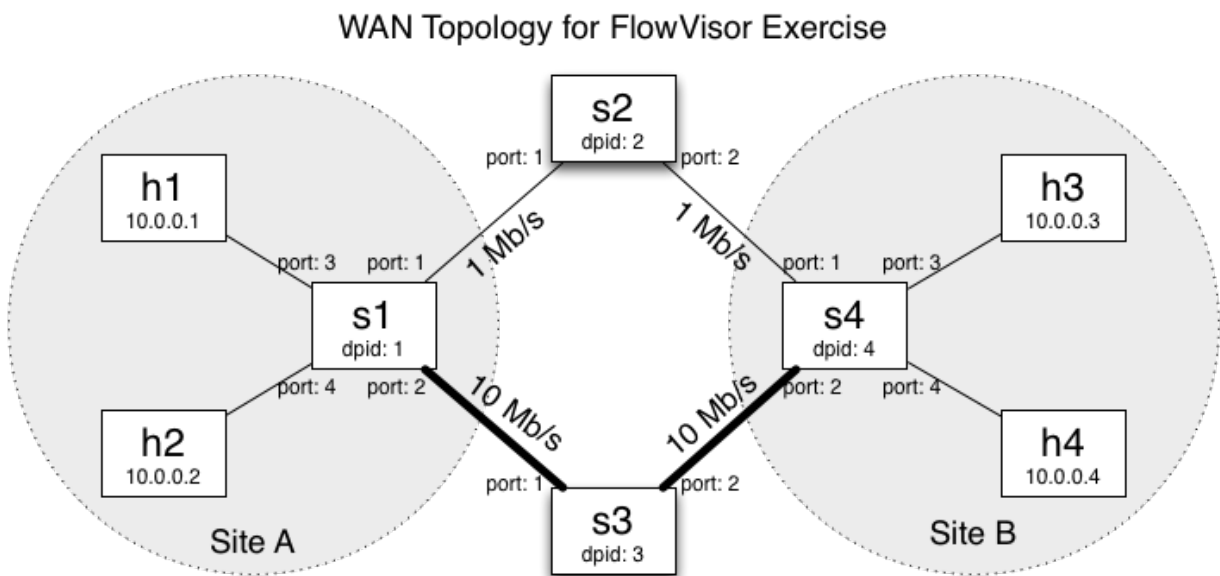 WAN Topology for FlowVisor Exercise
s2
dpid: 2
port: 1
port: 2
h1
10.0.0.1
h3
10.0.0.3
1 Mb/s
1 Mb/s
port: 3
port: 1
port: 1
port: 3
s1
dpid: 1
s4
dpid: 4
port: 4
port: 2
port: 2
port: 4
10 Mb/s
10 Mb/s
h2
10.0.0.2
h4
10.0.0.4
port: 1
port: 2
s3
dpid: 3
Site A
Site B